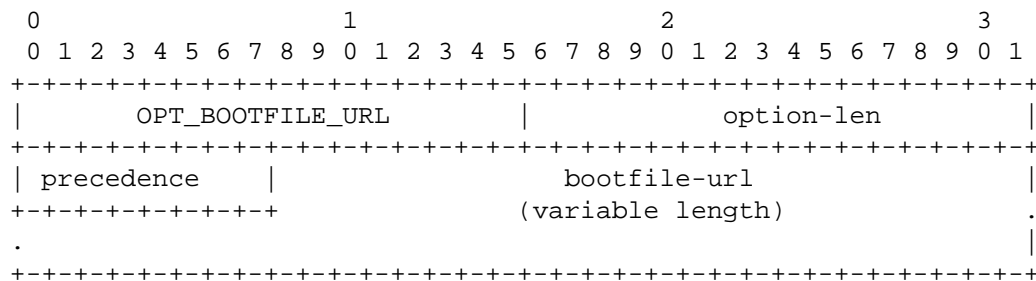 0                   1                   2                   3
 0 1 2 3 4 5 6 7 8 9 0 1 2 3 4 5 6 7 8 9 0 1 2 3 4 5 6 7 8 9 0 1
+-+-+-+-+-+-+-+-+-+-+-+-+-+-+-+-+-+-+-+-+-+-+-+-+-+-+-+-+-+-+-+-+
|       OPT_BOOTFILE_URL        |            option-len         |
+-+-+-+-+-+-+-+-+-+-+-+-+-+-+-+-+-+-+-+-+-+-+-+-+-+-+-+-+-+-+-+-+
| precedence    |                  bootfile-url                 |
+-+-+-+-+-+-+-+-+               (variable length)               .
.                                                               |
+-+-+-+-+-+-+-+-+-+-+-+-+-+-+-+-+-+-+-+-+-+-+-+-+-+-+-+-+-+-+-+-+